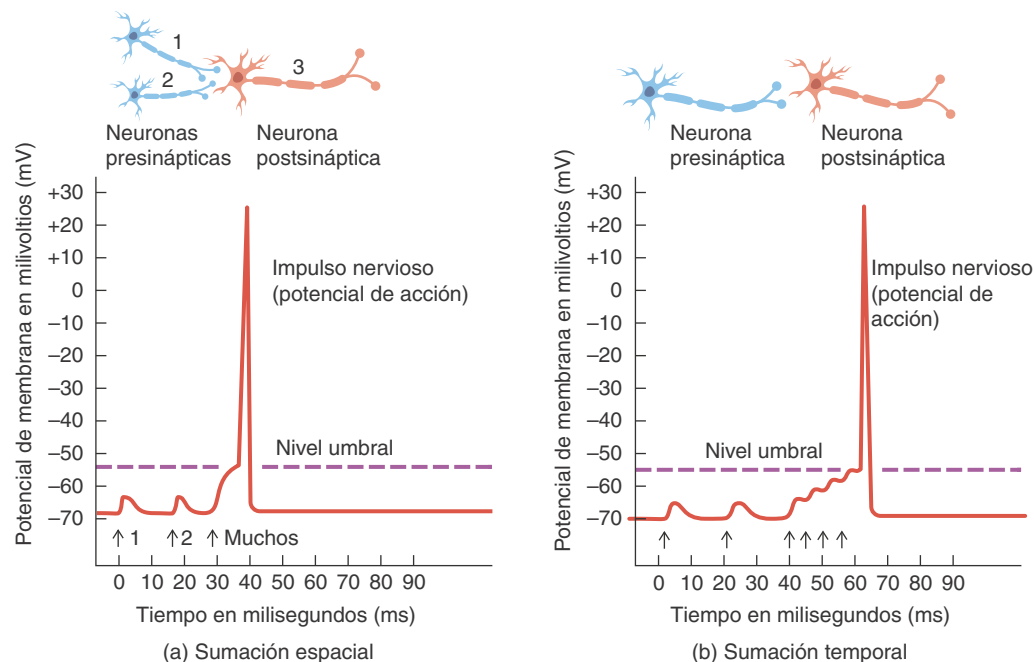 1
2
3
Neuronas
presinápticas
Neurona
postsináptica
Potencial de membrana en milivoltios (mV)
+30
+20
+10
0
–10
–20
–30
–40
–50
–60
–70
Impulso nervioso
(potencial de acción)
Nivel umbral
1
2
Muchos
0 10 20 30 40 50 60 70 80 90
Tiempo en milisegundos (ms)
(a) Sumación espacial
Neurona
presináptica
Neurona
postsináptica
Potencial de membrana en milivoltios (mV)
+30
+20
+10
0
–10
–20
–30
–40
–50
–60
–70
Impulso nervioso
(potencial de
acción)
Nivel umbral
0 10 20 30 40 50 60 70 80 90
Tiempo en milisegundos (ms)
(b) Sumación temporal